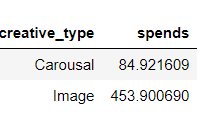 creative_type spends
Carousal 84.921609
Image 453.900690